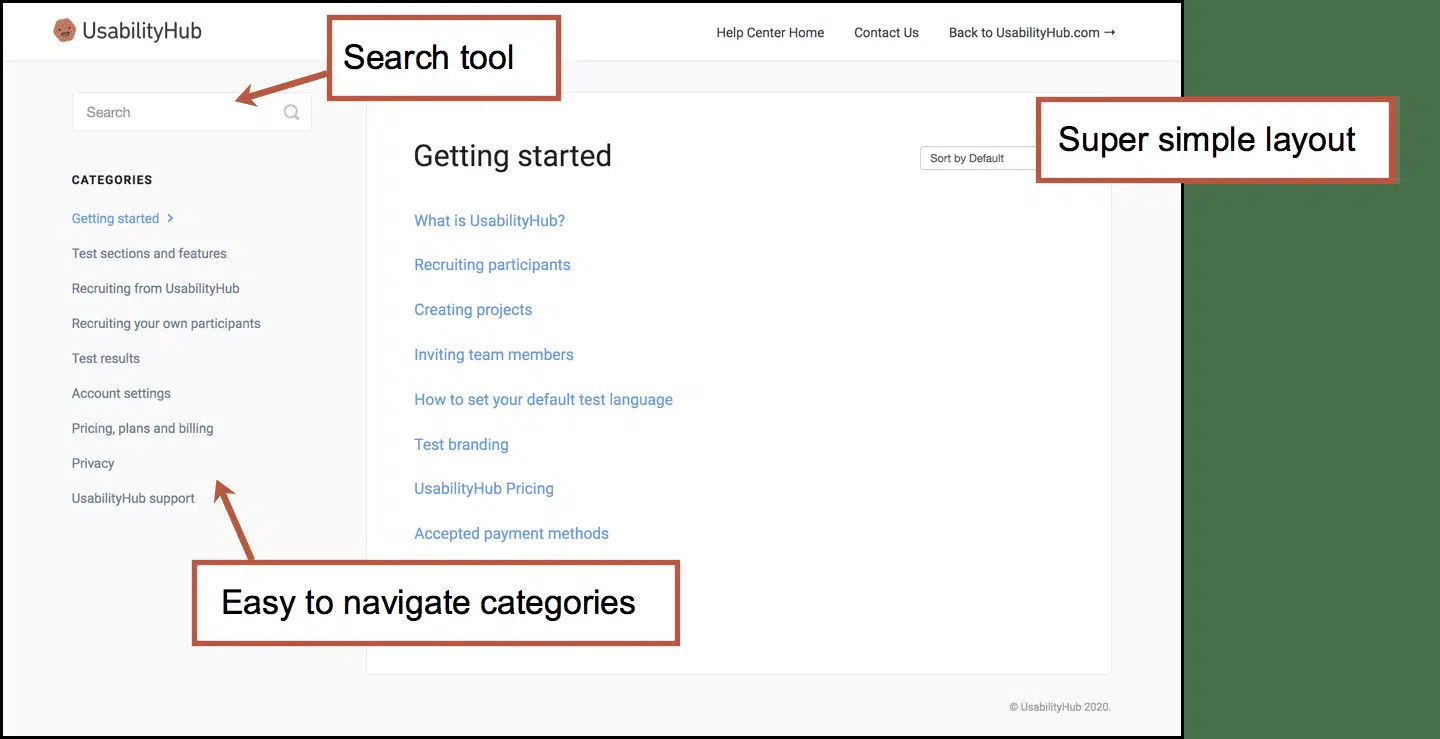 UsabilityHub
Search tool
Help Center Home
Contact Us
Back to UsabilityHub.com →
Search
CATEGORIES
Getting started >
Test sections and features
Recruiting from UsabilityHub
Recruiting your own participants
Test results
Account settings
Pricing, plans and billing
Privacy
UsabilityHub support
Easy to navigate categories
Getting started
Sort by Default
Super simple layout
What is UsabilityHub?
Recruiting participants
Creating projects
Inviting team members
How to set your default test language
Test branding
UsabilityHub Pricing
Accepted payment methods
© UsabilityHub 2020.